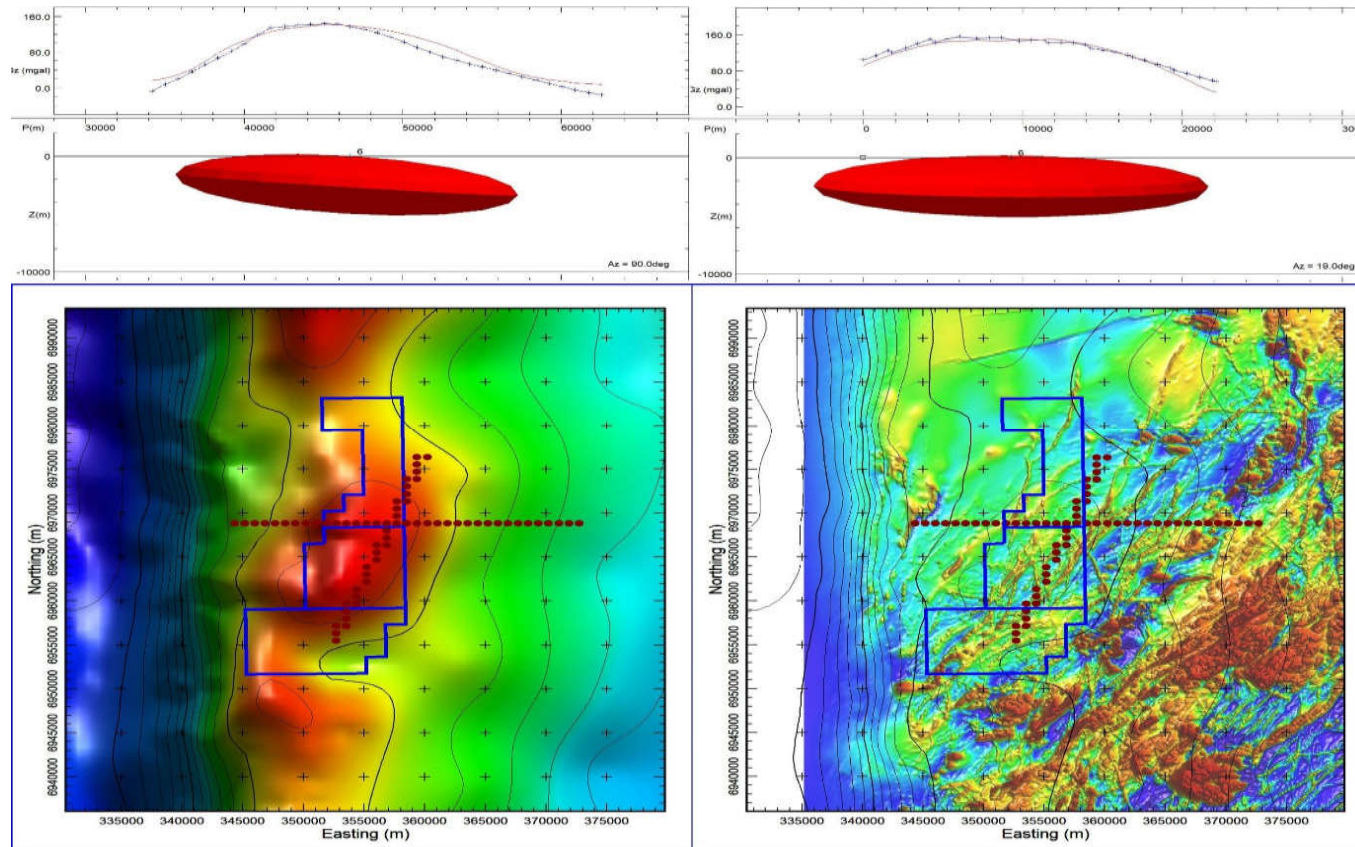 160.0
80.0
Gz (mgal)
0.0
P(m) 30000 40000 50000 60000
0
6
Z(m)
-10000
Az = 90.0deg
160.0
80.0
Gz (mgal)
0.0
P(m) 0 10000 20000
0
6
Z(m)
-10000
Az = 19.0deg
Northing (m)
6990000
6985000
6980000
6975000
6970000
6965000
6960000
6955000
6950000
6945000
6940000
335000 340000 345000 350000 355000 360000 365000 370000 375000
Easting (m)
Northing (m)
6990000
6985000
6980000
6975000
6970000
6965000
6960000
6955000
6950000
6945000
6940000
335000 340000 345000 350000 355000 360000 365000 370000 375000
Easting (m)